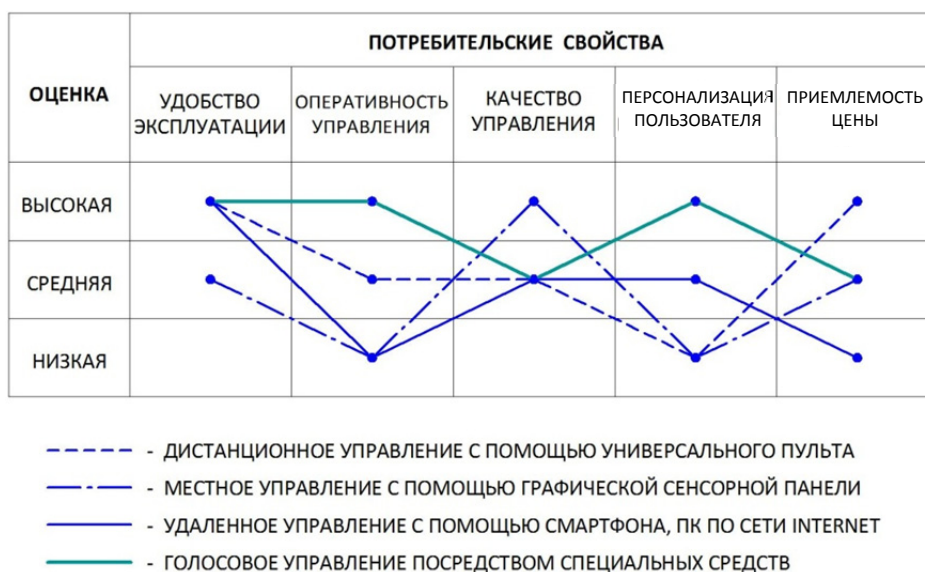 ПОТРЕБИТЕЛЬСКИЕ СВОЙСТВА
ОЦЕНКА
УДОБСТВО
ЭКСПЛУАТАЦИИ
ОПЕРАТИВНОСТЬ
УПРАВЛЕНИЯ
КАЧЕСТВО
УПРАВЛЕНИЯ
ПЕРСОНАЛИЗАЦИЯ
ПОЛЬЗОВАТЕЛЯ
ПРИЕМЛЕМОСТЬ
ЦЕНЫ
ВЫСОКАЯ
СРЕДНЯЯ
НИЗКАЯ
- ДИСТАНЦИОННОЕ УПРАВЛЕНИЕ С ПОМОЩЬЮ УНИВЕРСАЛЬНОГО ПУЛЬТА
- МЕСТНОЕ УПРАВЛЕНИЕ С ПОМОЩЬЮ ГРАФИЧЕСКОЙ СЕНСОРНОЙ ПАНЕЛИ
- УДАЛЕННОЕ УПРАВЛЕНИЕ С ПОМОЩЬЮ СМАРТФОНА, ПК ПО СЕТИ INTERNET
- ГОЛОСОВОЕ УПРАВЛЕНИЕ ПОСРЕДСТВОМ СПЕЦИАЛЬНЫХ СРЕДСТВ